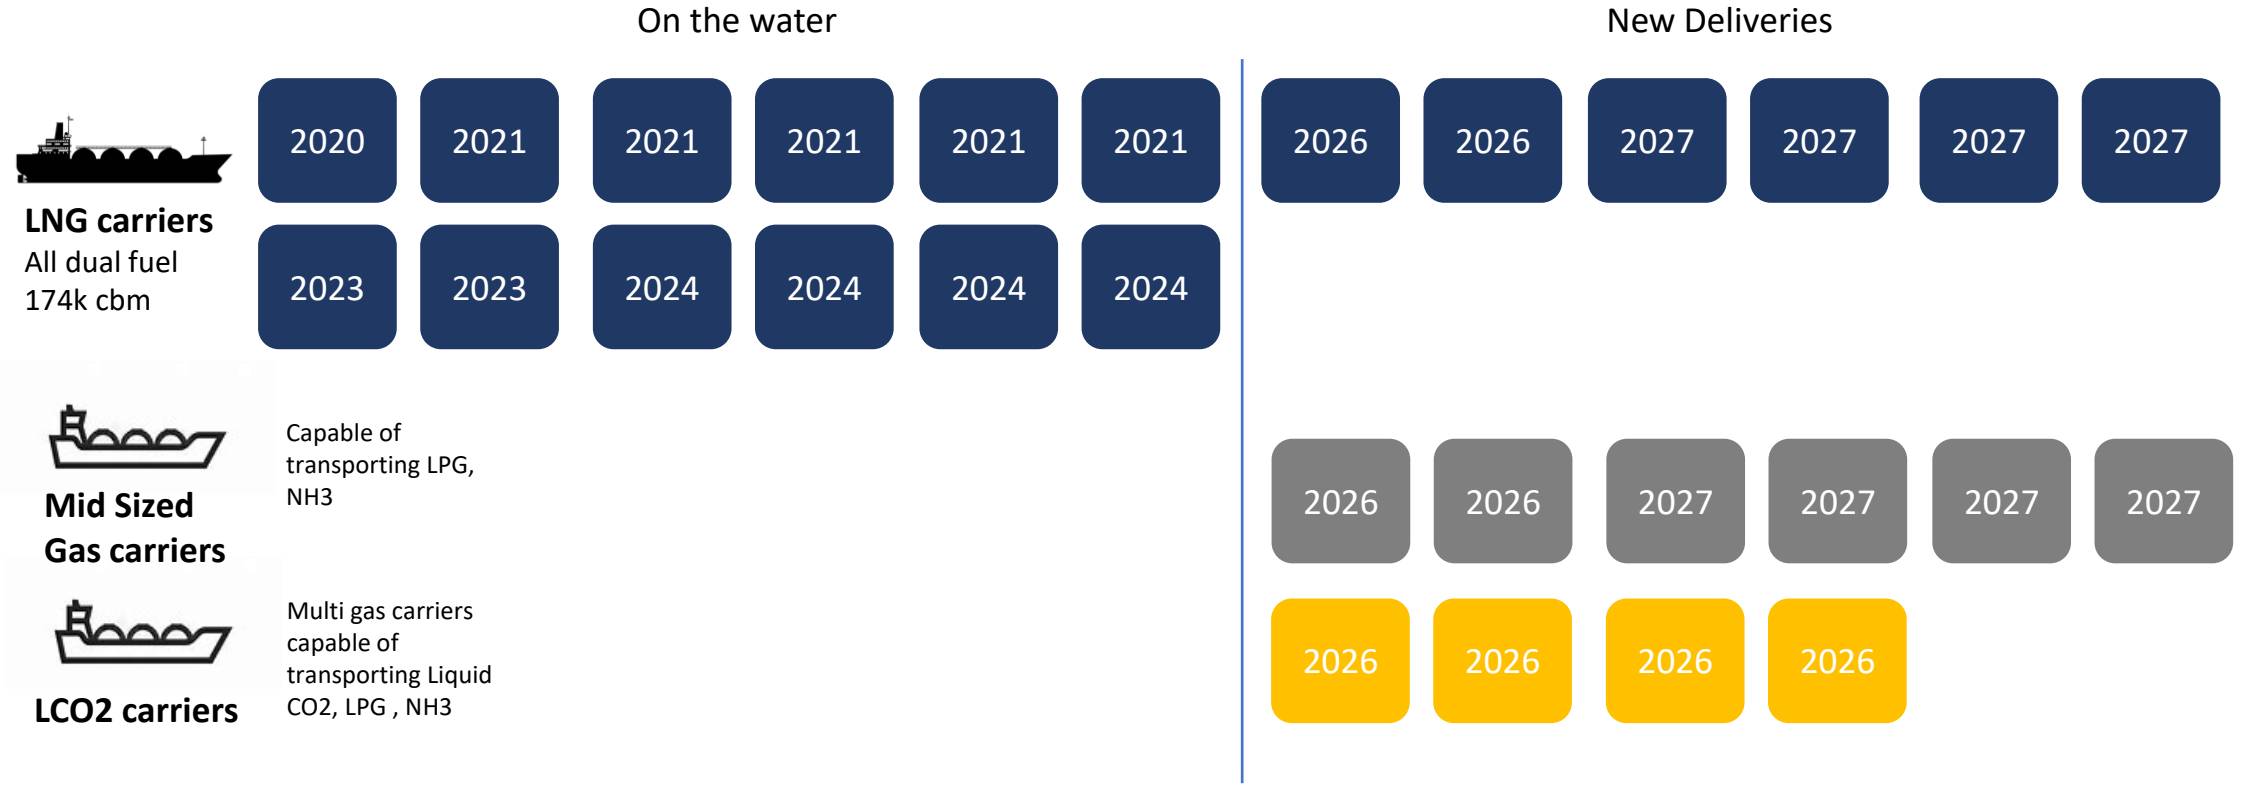 On the water
New Deliveries
2020 2021 2021 2021 2021 2021 2026 2026 2027 2027 2027 2027
LNG carriers
All dual fuel
174k cbm
2023 2023 2024 2024 2024 2024
Mid Sized
Gas carriers
Capable of
transporting LPG,
NH3
2026 2026 2027 2027 2027 2027
LCO2 carriers
Multi gas carriers
capable of
transporting Liquid
CO2, LPG , NH3
2026 2026 2026 2026